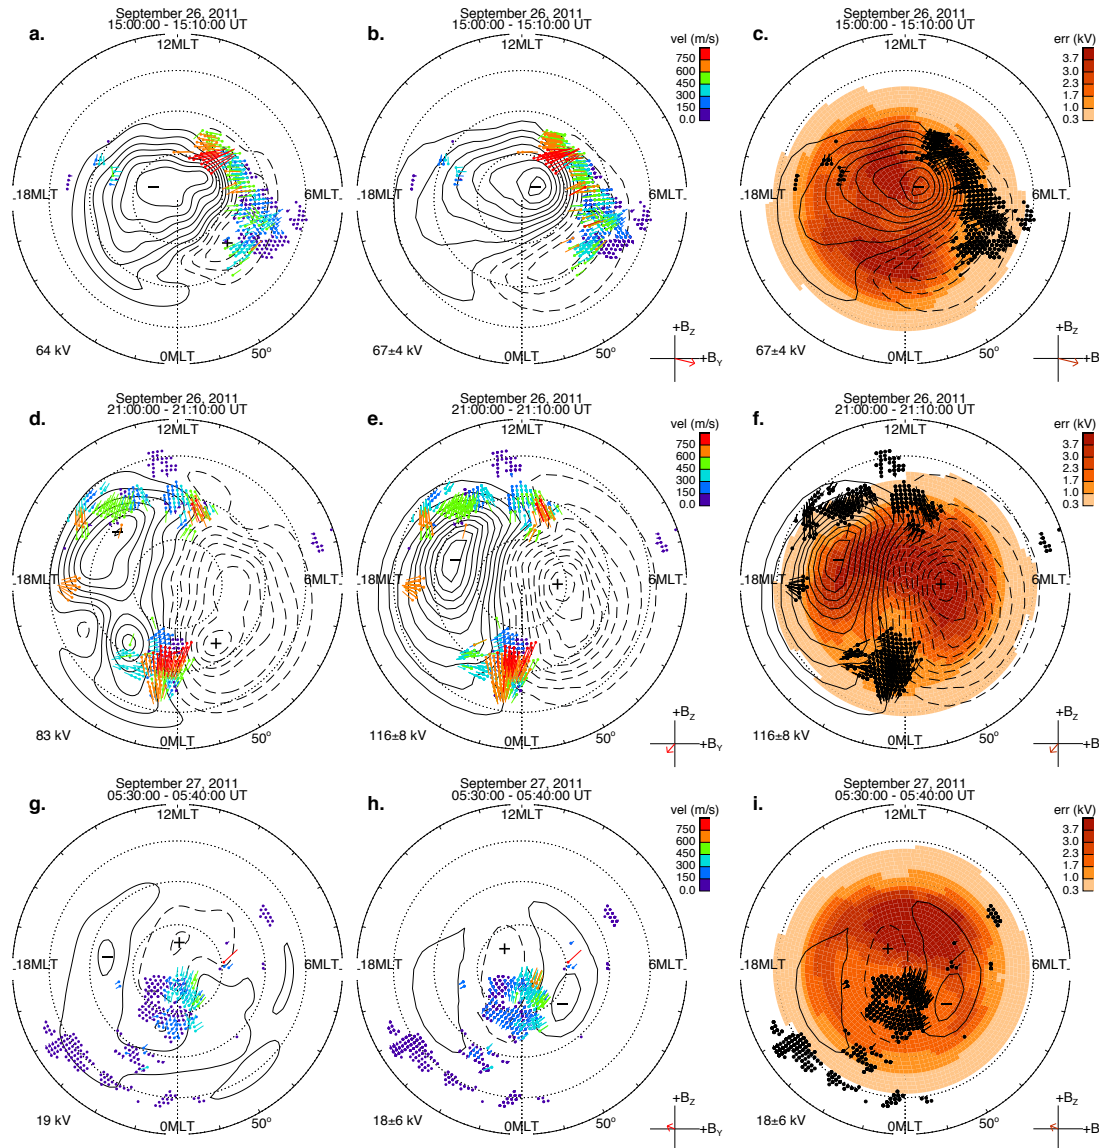 September 26, 2011
15:00:00 - 15:10:00 UT
a.
12MLT
18MLT
6MLT
−
+
64 kV
0MLT
50°
September 26, 2011
15:00:00 - 15:10:00 UT
b.
12MLT
vel (m/s)
750
600
450
300
150
0.0
18MLT
6MLT
−
67±4 kV
0MLT
50°
+BZ
+BY
September 26, 2011
15:00:00 - 15:10:00 UT
c.
12MLT
err (kV)
3.7
3.0
2.3
1.7
1.0
0.3
18MLT
6MLT
−
67±4 kV
0MLT
50°
+BZ
+B
September 26, 2011
21:00:00 - 21:10:00 UT
d.
12MLT
18MLT
6MLT
−
+
83 kV
0MLT
50°
September 26, 2011
21:00:00 - 21:10:00 UT
e.
12MLT
vel (m/s)
750
600
450
300
150
0.0
18MLT
6MLT
−
+
116±8 kV
0MLT
50°
+BZ
+BY
September 26, 2011
21:00:00 - 21:10:00 UT
f.
12MLT
err (kV)
3.7
3.0
2.3
1.7
1.0
0.3
18MLT
6MLT
−
+
116±8 kV
0MLT
50°
+BZ
+B
September 27, 2011
05:30:00 - 05:40:00 UT
g.
12MLT
18MLT
6MLT
−
+
19 kV
0MLT
50°
September 27, 2011
05:30:00 - 05:40:00 UT
h.
12MLT
vel (m/s)
750
600
450
300
150
0.0
18MLT
6MLT
+
−
18±6 kV
0MLT
50°
+BZ
+BY
September 27, 2011
05:30:00 - 05:40:00 UT
i.
12MLT
err (kV)
3.7
3.0
2.3
1.7
1.0
0.3
18MLT
6MLT
+
−
18±6 kV
0MLT
50°
+BZ
+B